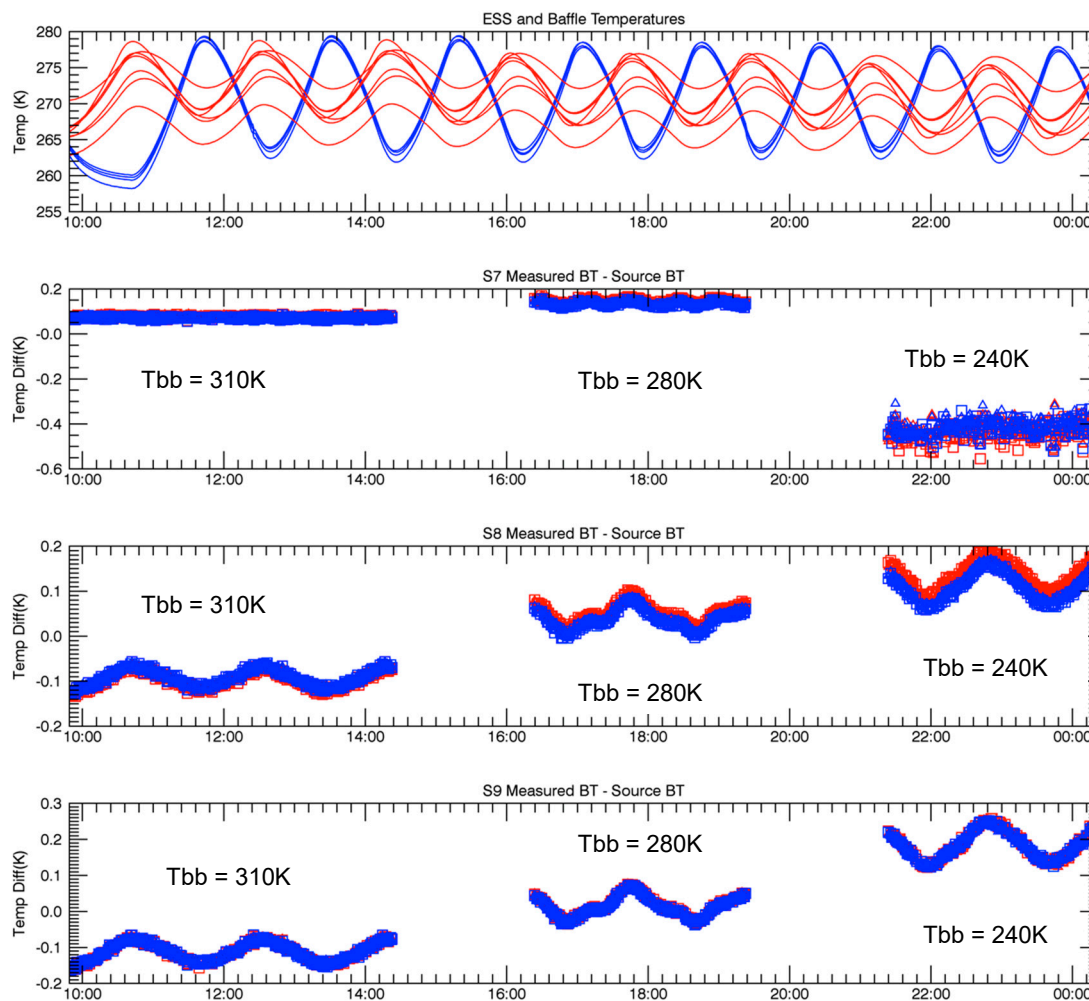 ESS and Baffle Temperatures
280
275
270
265
260
255
Temp (K)
10:00 12:00 14:00 16:00 18:00 20:00 22:00 00:00
S7 Measured BT - Source BT
0.2
-0.0
-0.2
-0.4
-0.6
Temp Diff(K)
Tbb = 310K
Tbb = 280K
Tbb = 240K
10:00 12:00 14:00 16:00 18:00 20:00 22:00 00:00
S8 Measured BT - Source BT
0.2
0.1
0.0
-0.1
-0.2
Temp Diff(K)
Tbb = 310K
Tbb = 280K
Tbb = 240K
10:00 12:00 14:00 16:00 18:00 20:00 22:00 00:00
S9 Measured BT - Source BT
0.3
0.2
0.1
0.0
-0.1
-0.2
Temp Diff(K)
Tbb = 310K
Tbb = 280K
Tbb = 240K
10:00 12:00 14:00 16:00 18:00 20:00 22:00 00:00